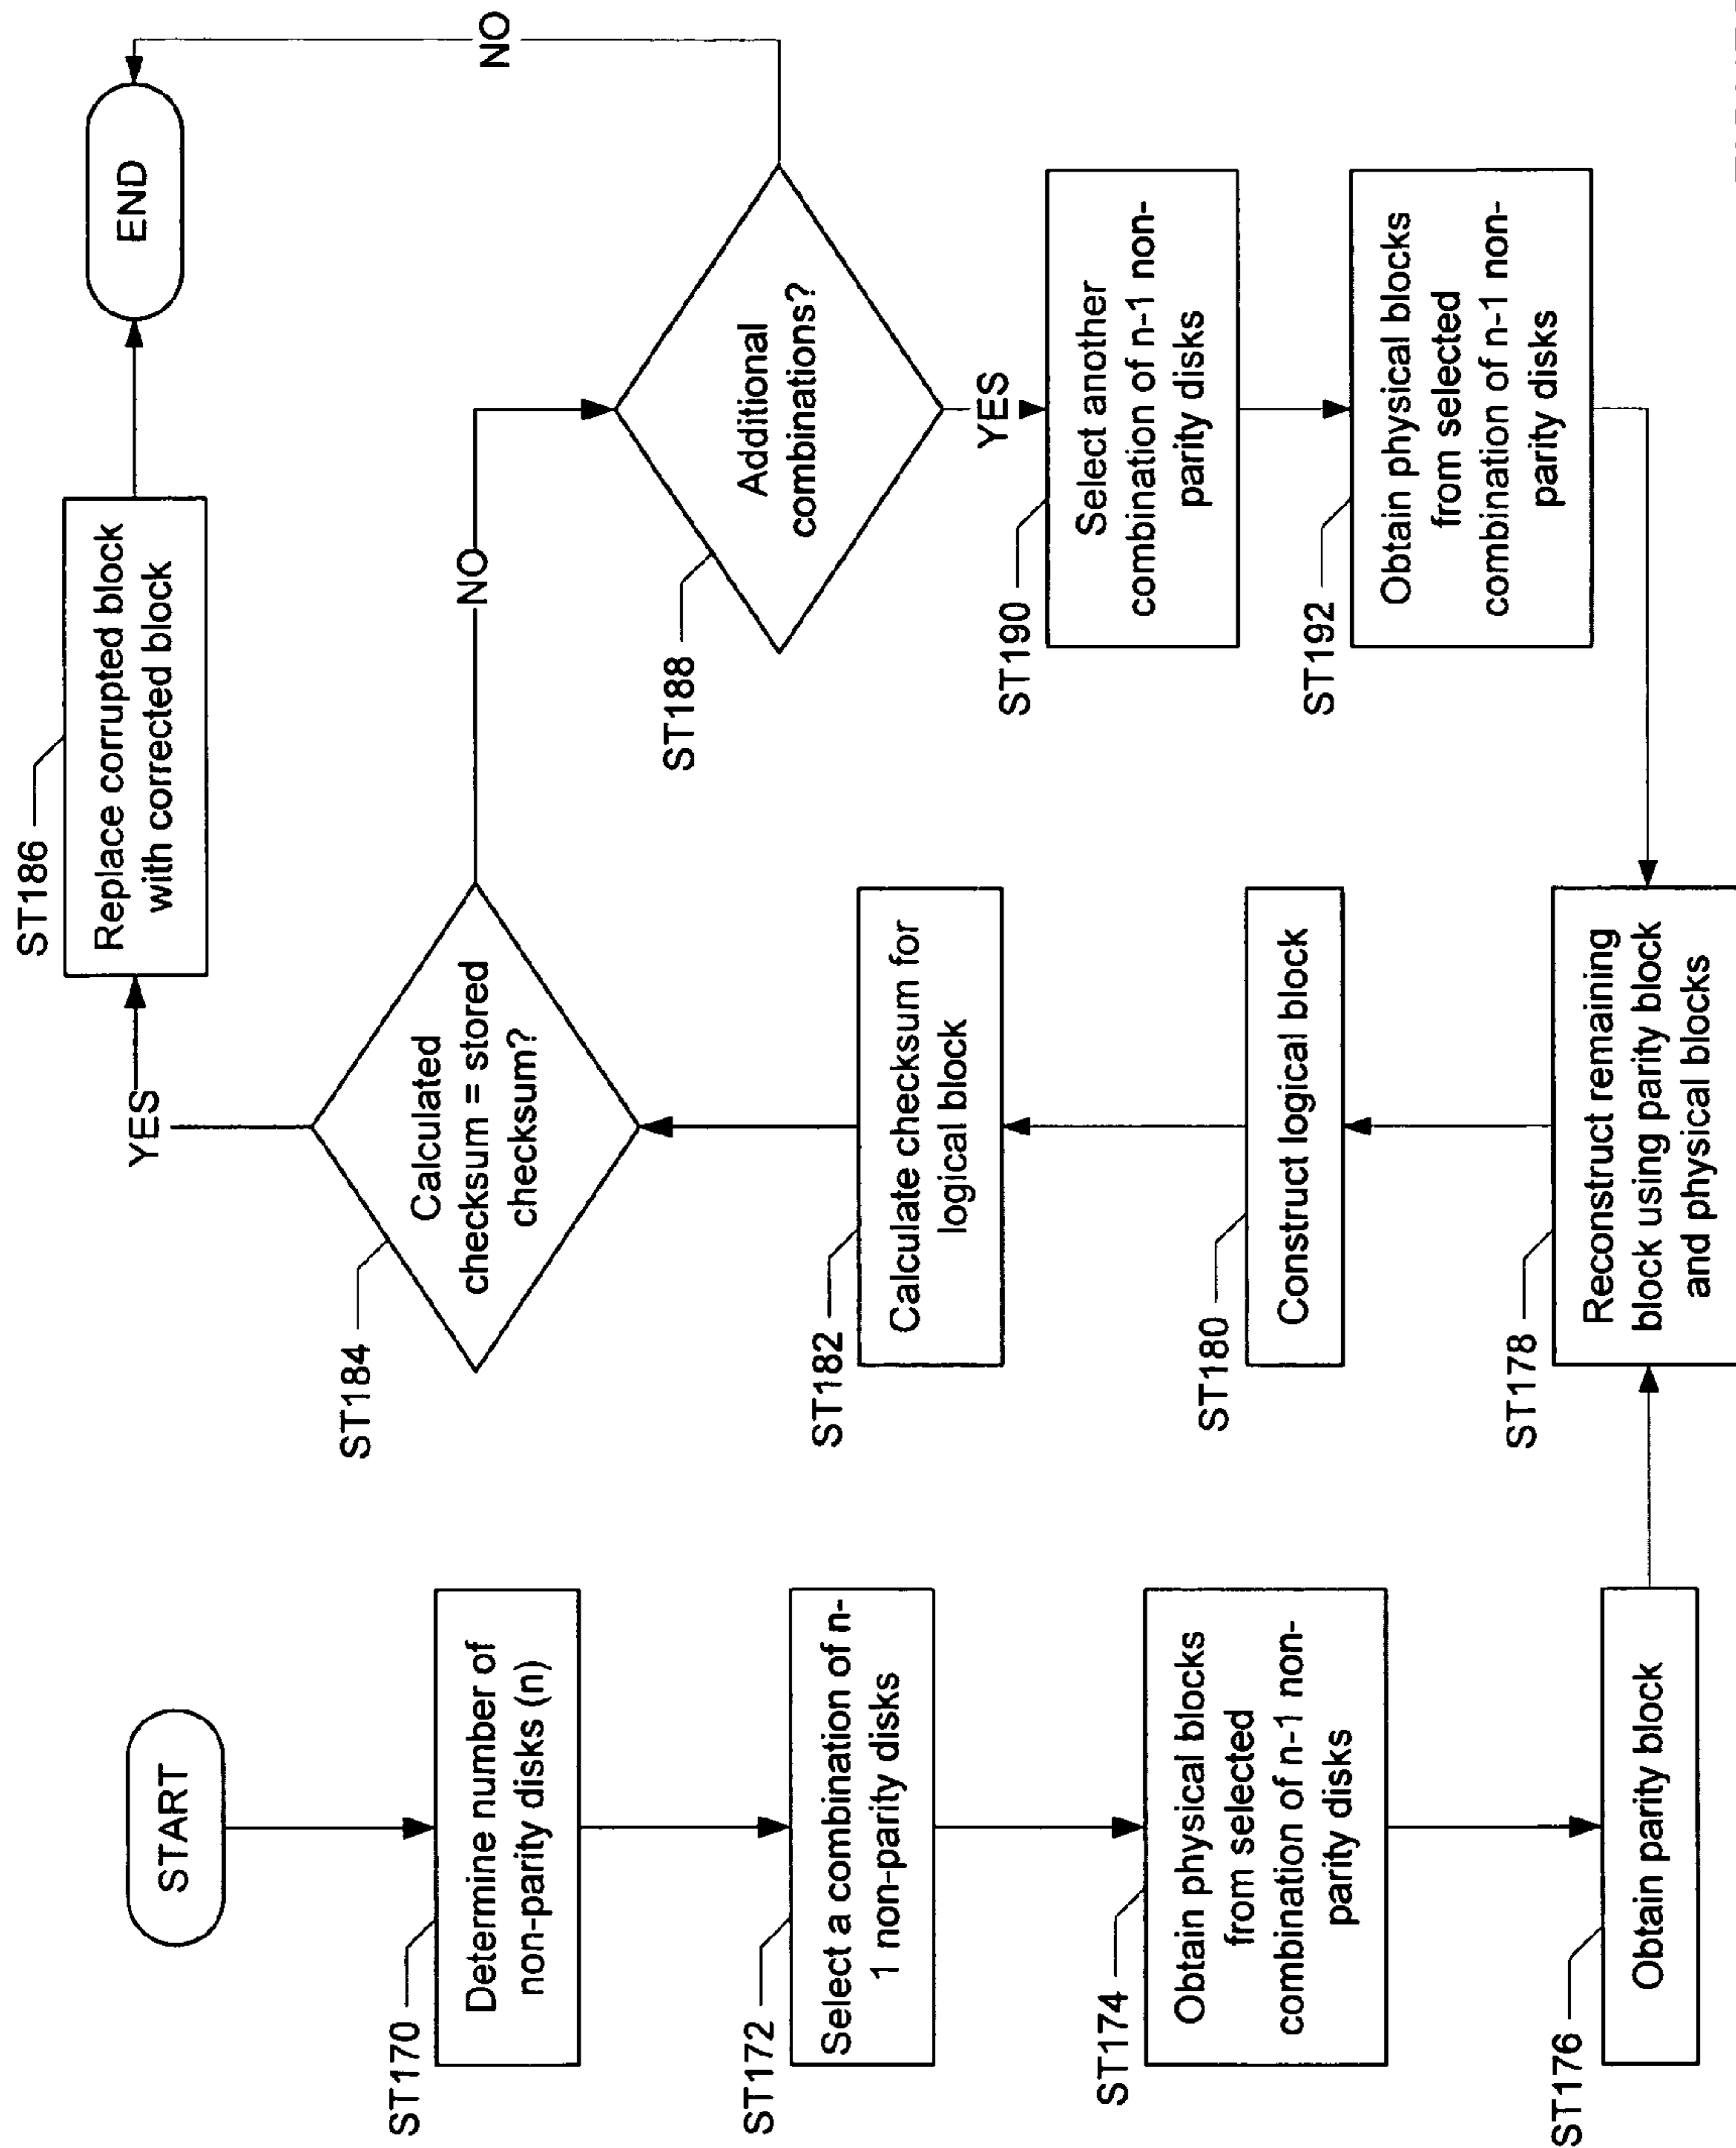 START
ST170
Determine number of
non-parity disks (n)
ST172
Select a combination of n-
1 non-parity disks
ST174
Obtain physical blocks
from selected
combination of n-1 non-
parity disks
ST176
Obtain parity block
ST178
Reconstruct remaining
block using parity block
and physical blocks
ST180
Construct logical block
ST182
Calculate checksum for
logical block
ST184
Calculated
checksum = stored
checksum?
YES
NO
ST186
Replace corrupted block
with corrected block
END
ST188
Additional
combinations?
NO
YES
ST190
Select another
combination of n-1 non-
parity disks
ST192
Obtain physical blocks
from selected
combination of n-1 non-
parity disks